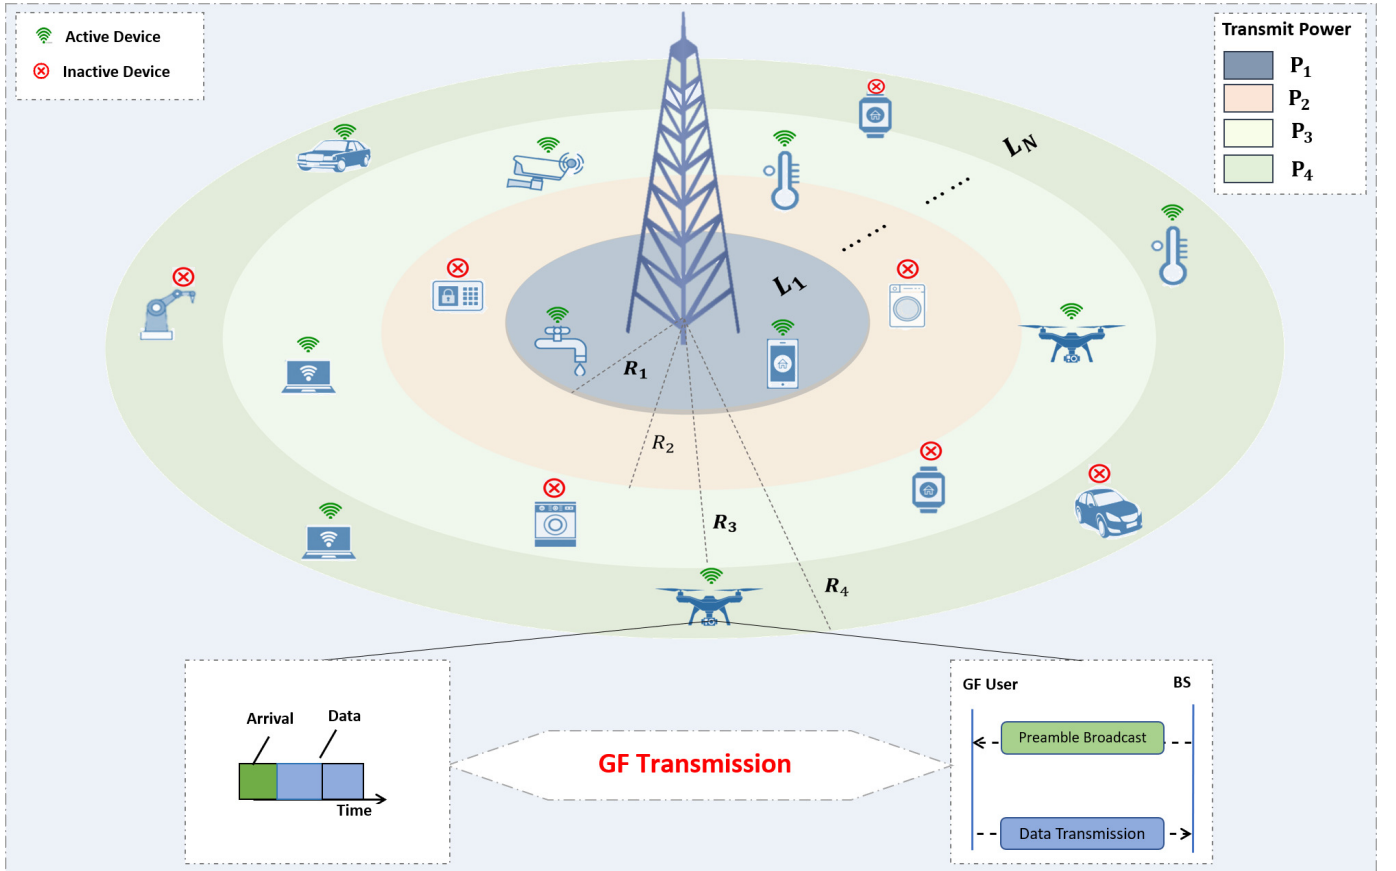 Active Device
Inactive Device
Transmit Power
P1
P2
P3
P4
LN
L1
R1
R2
R3
R4
Arrival
Data
Time
GF Transmission
GF User
BS
Preamble Broadcast
Data Transmission